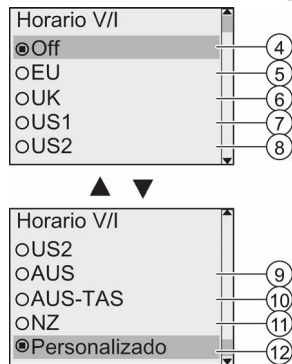 Horario V/I
Off 4
EU 5
UK 6
US1 7
US2 8
Horario V/I
US2
AUS 9
AUS-TAS 10
NZ 11
Personalizado 12